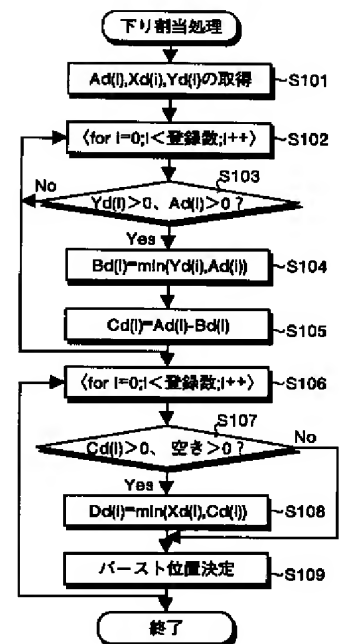 下り割当処理
Ad(i),Xd(i),Yd(i)の取得
S101
〈for i=0;i＜登録数;i++〉
S102
S103
No
Yd(i)＞0、Ad(i)＞0？
Yes
Bd(i)=min(Yd(i),Ad(i))
S104
Cd(i)=Ad(i)-Bd(i)
S105
〈for i=0;i＜登録数;i++〉
S106
S107
No
Cd(i)＞0、空き＞0？
Yes
Dd(i)=min(Xd(i),Cd(i))
S108
バースト位置決定
S109
終了